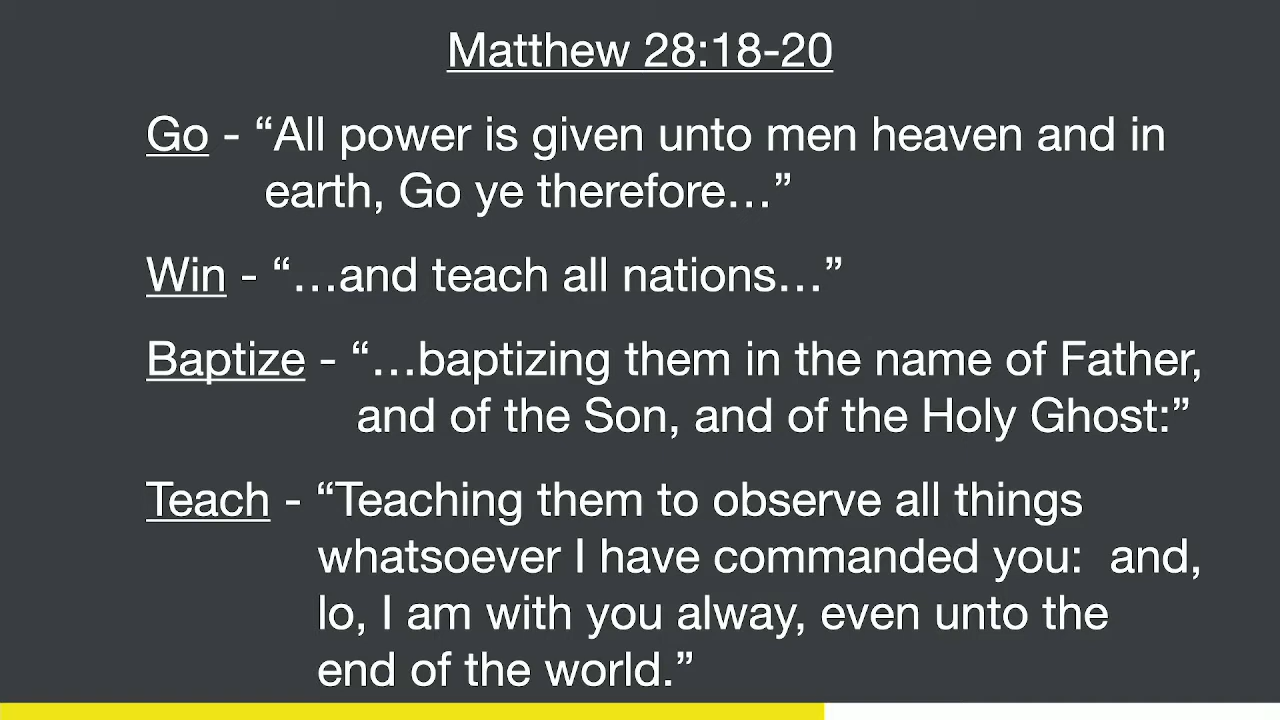 Matthew 28:18-20
Go - “All power is given unto men heaven and in
earth, Go ye therefore…”
Win - “…and teach all nations…”
Baptize - “…baptizing them in the name of Father,
and of the Son, and of the Holy Ghost:”
Teach - “Teaching them to observe all things
whatsoever I have commanded you:  and,
lo, I am with you alway, even unto the
end of the world.”